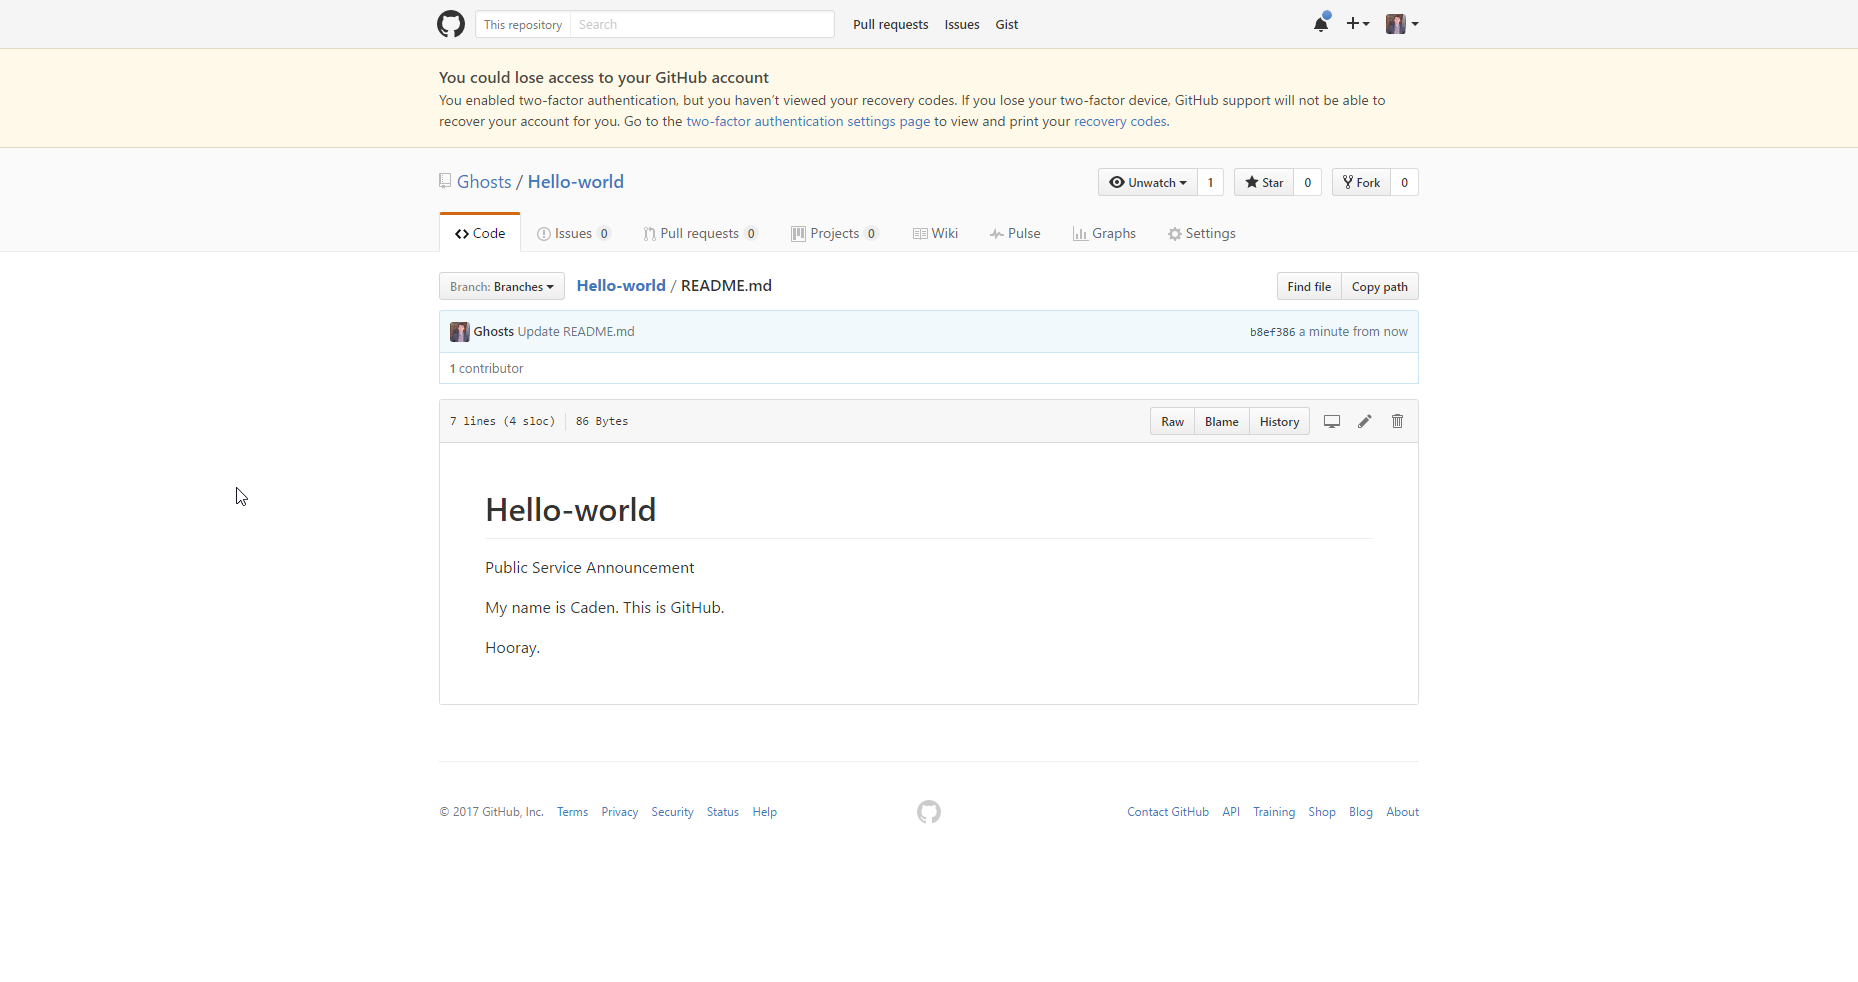 This repository Search Pull requests Issues Gist
You could lose access to your GitHub account
You enabled two-factor authentication, but you haven't viewed your recovery codes. If you lose your two-factor device, GitHub support will not be able to
recover your account for you. Go to the two-factor authentication settings page to view and print your recovery codes.
Ghosts / Hello-world Unwatch 1 Star 0 Fork 0
Code Issues 0 Pull requests 0 Projects 0 Wiki Pulse Graphs Settings
Branch: Branches Hello-world / README.md Find file Copy path
Ghosts Update README.md b8ef386 a minute from now
1 contributor
7 lines (4 sloc) 86 Bytes Raw Blame History
Hello-world
Public Service Announcement
My name is Caden. This is GitHub.
Hooray.
© 2017 GitHub, Inc. Terms Privacy Security Status Help Contact GitHub API Training Shop Blog About